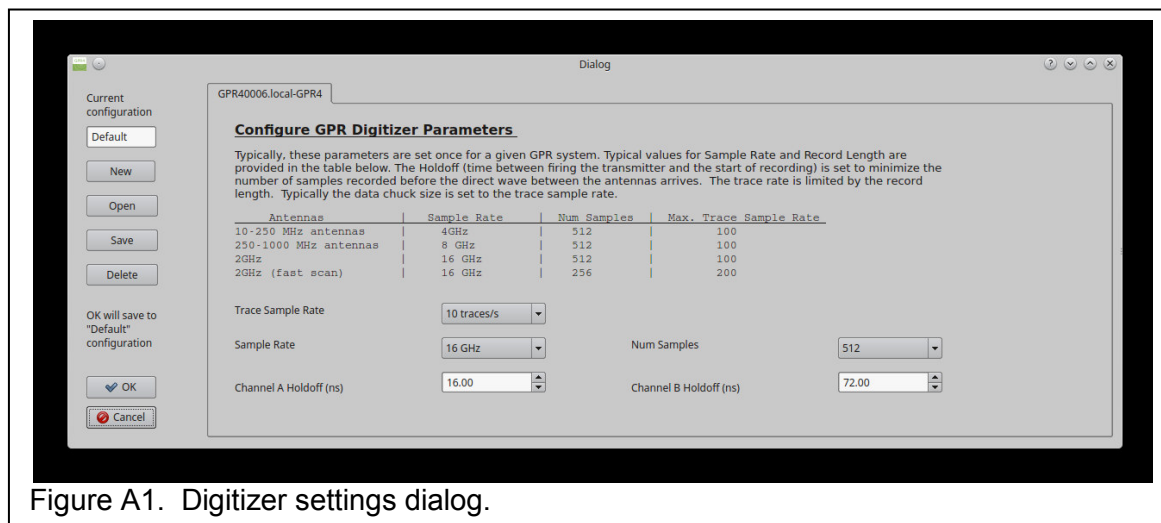 Dialog
GPR40006.local-GPR4
Current
configuration
Default
New
Open
Save
Delete
OK will save to
"Default"
configuration
OK
Cancel
Configure GPR Digitizer Parameters
Typically, these parameters are set once for a given GPR system. Typical values for Sample Rate and Record Length are
provided in the table below. The Holdoff (time between firing the transmitter and the start of recording) is set to minimize the
number of samples recorded before the direct wave between the antennas arrives. The trace rate is limited by the record
length. Typically the data chuck size is set to the trace sample rate.
Antennas | Sample Rate | Num Samples | Max. Trace Sample Rate
10-250 MHz antennas | 4GHz | 512 | 100
250-1000 MHz antennas | 8 GHz | 512 | 100
2GHz | 16 GHz | 512 | 100
2GHz (fast scan) | 16 GHz | 256 | 200
Trace Sample Rate 10 traces/s
Sample Rate 16 GHz Num Samples 512
Channel A Holdoff (ns) 16.00 Channel B Holdoff (ns) 72.00
Figure A1. Digitizer settings dialog.